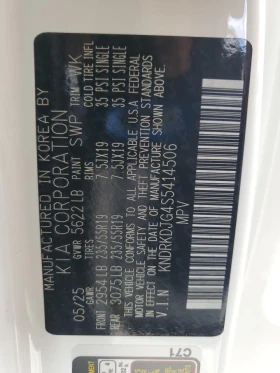 MANUFACTURED IN KOREA BY
KIA CORPORATION
05/25 GVWR 5622LB PAINT SWP TRIM WK
GAWR TIRES RIMS COLD TIRE INFL
FRONT 2954LB 235/55R19 7.5JX19 35 PSI SINGLE
REAR 3075LB 235/55R19 7.5JX19 35 PSI SINGLE
THIS VEHICLE CONFORMS TO ALL APPLICABLE U.S.A FEDERAL
MOTOR VEHICLE SAFETY AND THEFT PREVENTION STANDARDS
IN EFFECT ON THE DATE OF MANUFACTURE SHOWN ABOVE.
V.I.N KNDRKDJG4S5414506
MPV
C71